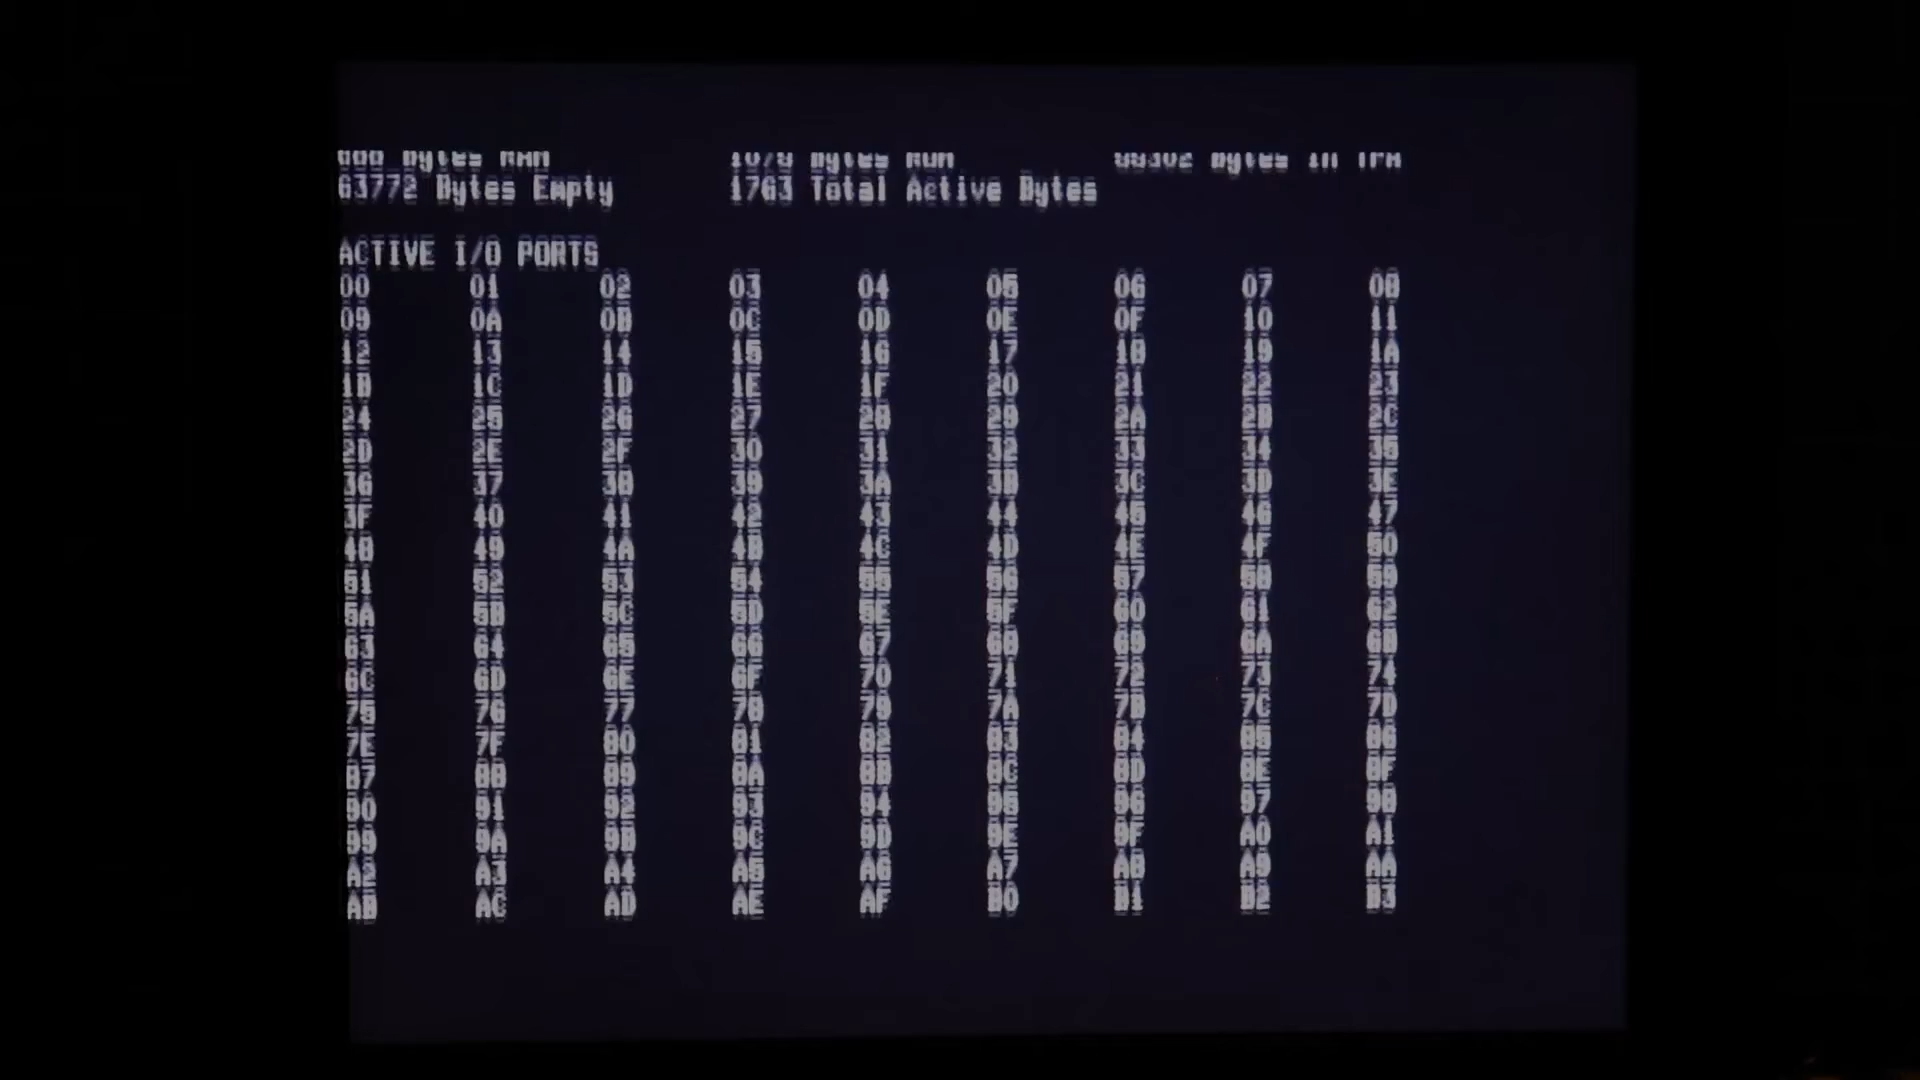 Bytes RAM Bytes ROM Bytes in TPA
63772 Bytes Empty 1763 Total Active Bytes
ACTIVE I/O PORTS
00 01 02 03 04 05 06 07 08
09 0A 0B 0C 0D 0E 0F 10 11
12 13 14 15 16 17 18 19 1A
1B 1C 1D 1E 1F 20 21 22 23
24 25 26 27 28 29 2A 2B 2C
2D 2E 2F 30 31 32 33 34 35
36 37 38 39 3A 3B 3C 3D 3E
3F 40 41 42 43 44 45 46 47
48 49 4A 4B 4C 4D 4E 4F 50
51 52 53 54 55 56 57 58 59
5A 5B 5C 5D 5E 5F 60 61 62
63 64 65 66 67 68 69 6A 6B
6C 6D 6E 6F 70 71 72 73 74
75 76 77 78 79 7A 7B 7C 7D
7E 7F 80 81 82 83 84 85 86
87 88 89 8A 8B 8C 8D 8E 8F
90 91 92 93 94 95 96 97 98
99 9A 9B 9C 9D 9E 9F A0 A1
A2 A3 A4 A5 A6 A7 A8 A9 AA
AB AC AD AE AF B0 B1 B2 B3